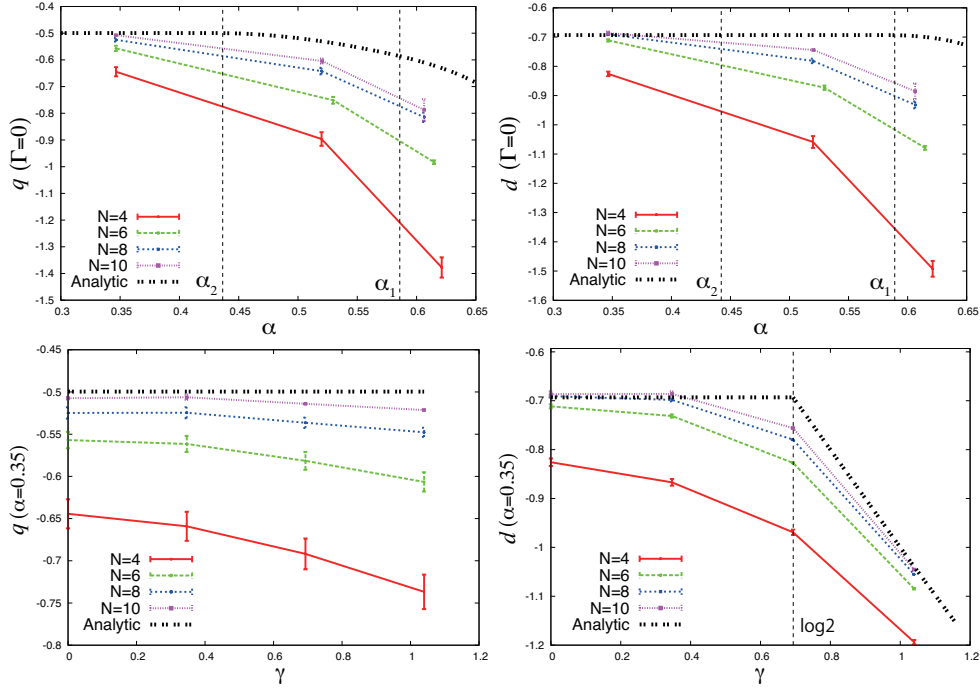 q (Γ=0)
-0.4
-0.5
-0.6
-0.7
-0.8
-0.9
-1
-1.1
-1.2
-1.3
-1.4
-1.5
N=4
N=6
N=8
N=10
Analytic
α2
α1
0.3
0.35
0.4
0.45
0.5
0.55
0.6
0.65
α
d (Γ=0)
-0.6
-0.7
-0.8
-0.9
-1
-1.1
-1.2
-1.3
-1.4
-1.5
-1.6
N=4
N=6
N=8
N=10
Analytic
α2
α1
0.3
0.35
0.4
0.45
0.5
0.55
0.6
0.65
α
q (α=0.35)
-0.45
-0.5
-0.55
-0.6
-0.65
-0.7
-0.75
-0.8
N=4
N=6
N=8
N=10
Analytic
0
0.2
0.4
0.6
0.8
1
1.2
γ
d (α=0.35)
-0.6
-0.7
-0.8
-0.9
-1
-1.1
-1.2
N=4
N=6
N=8
N=10
Analytic
log2
0
0.2
0.4
0.6
0.8
1
1.2
γ